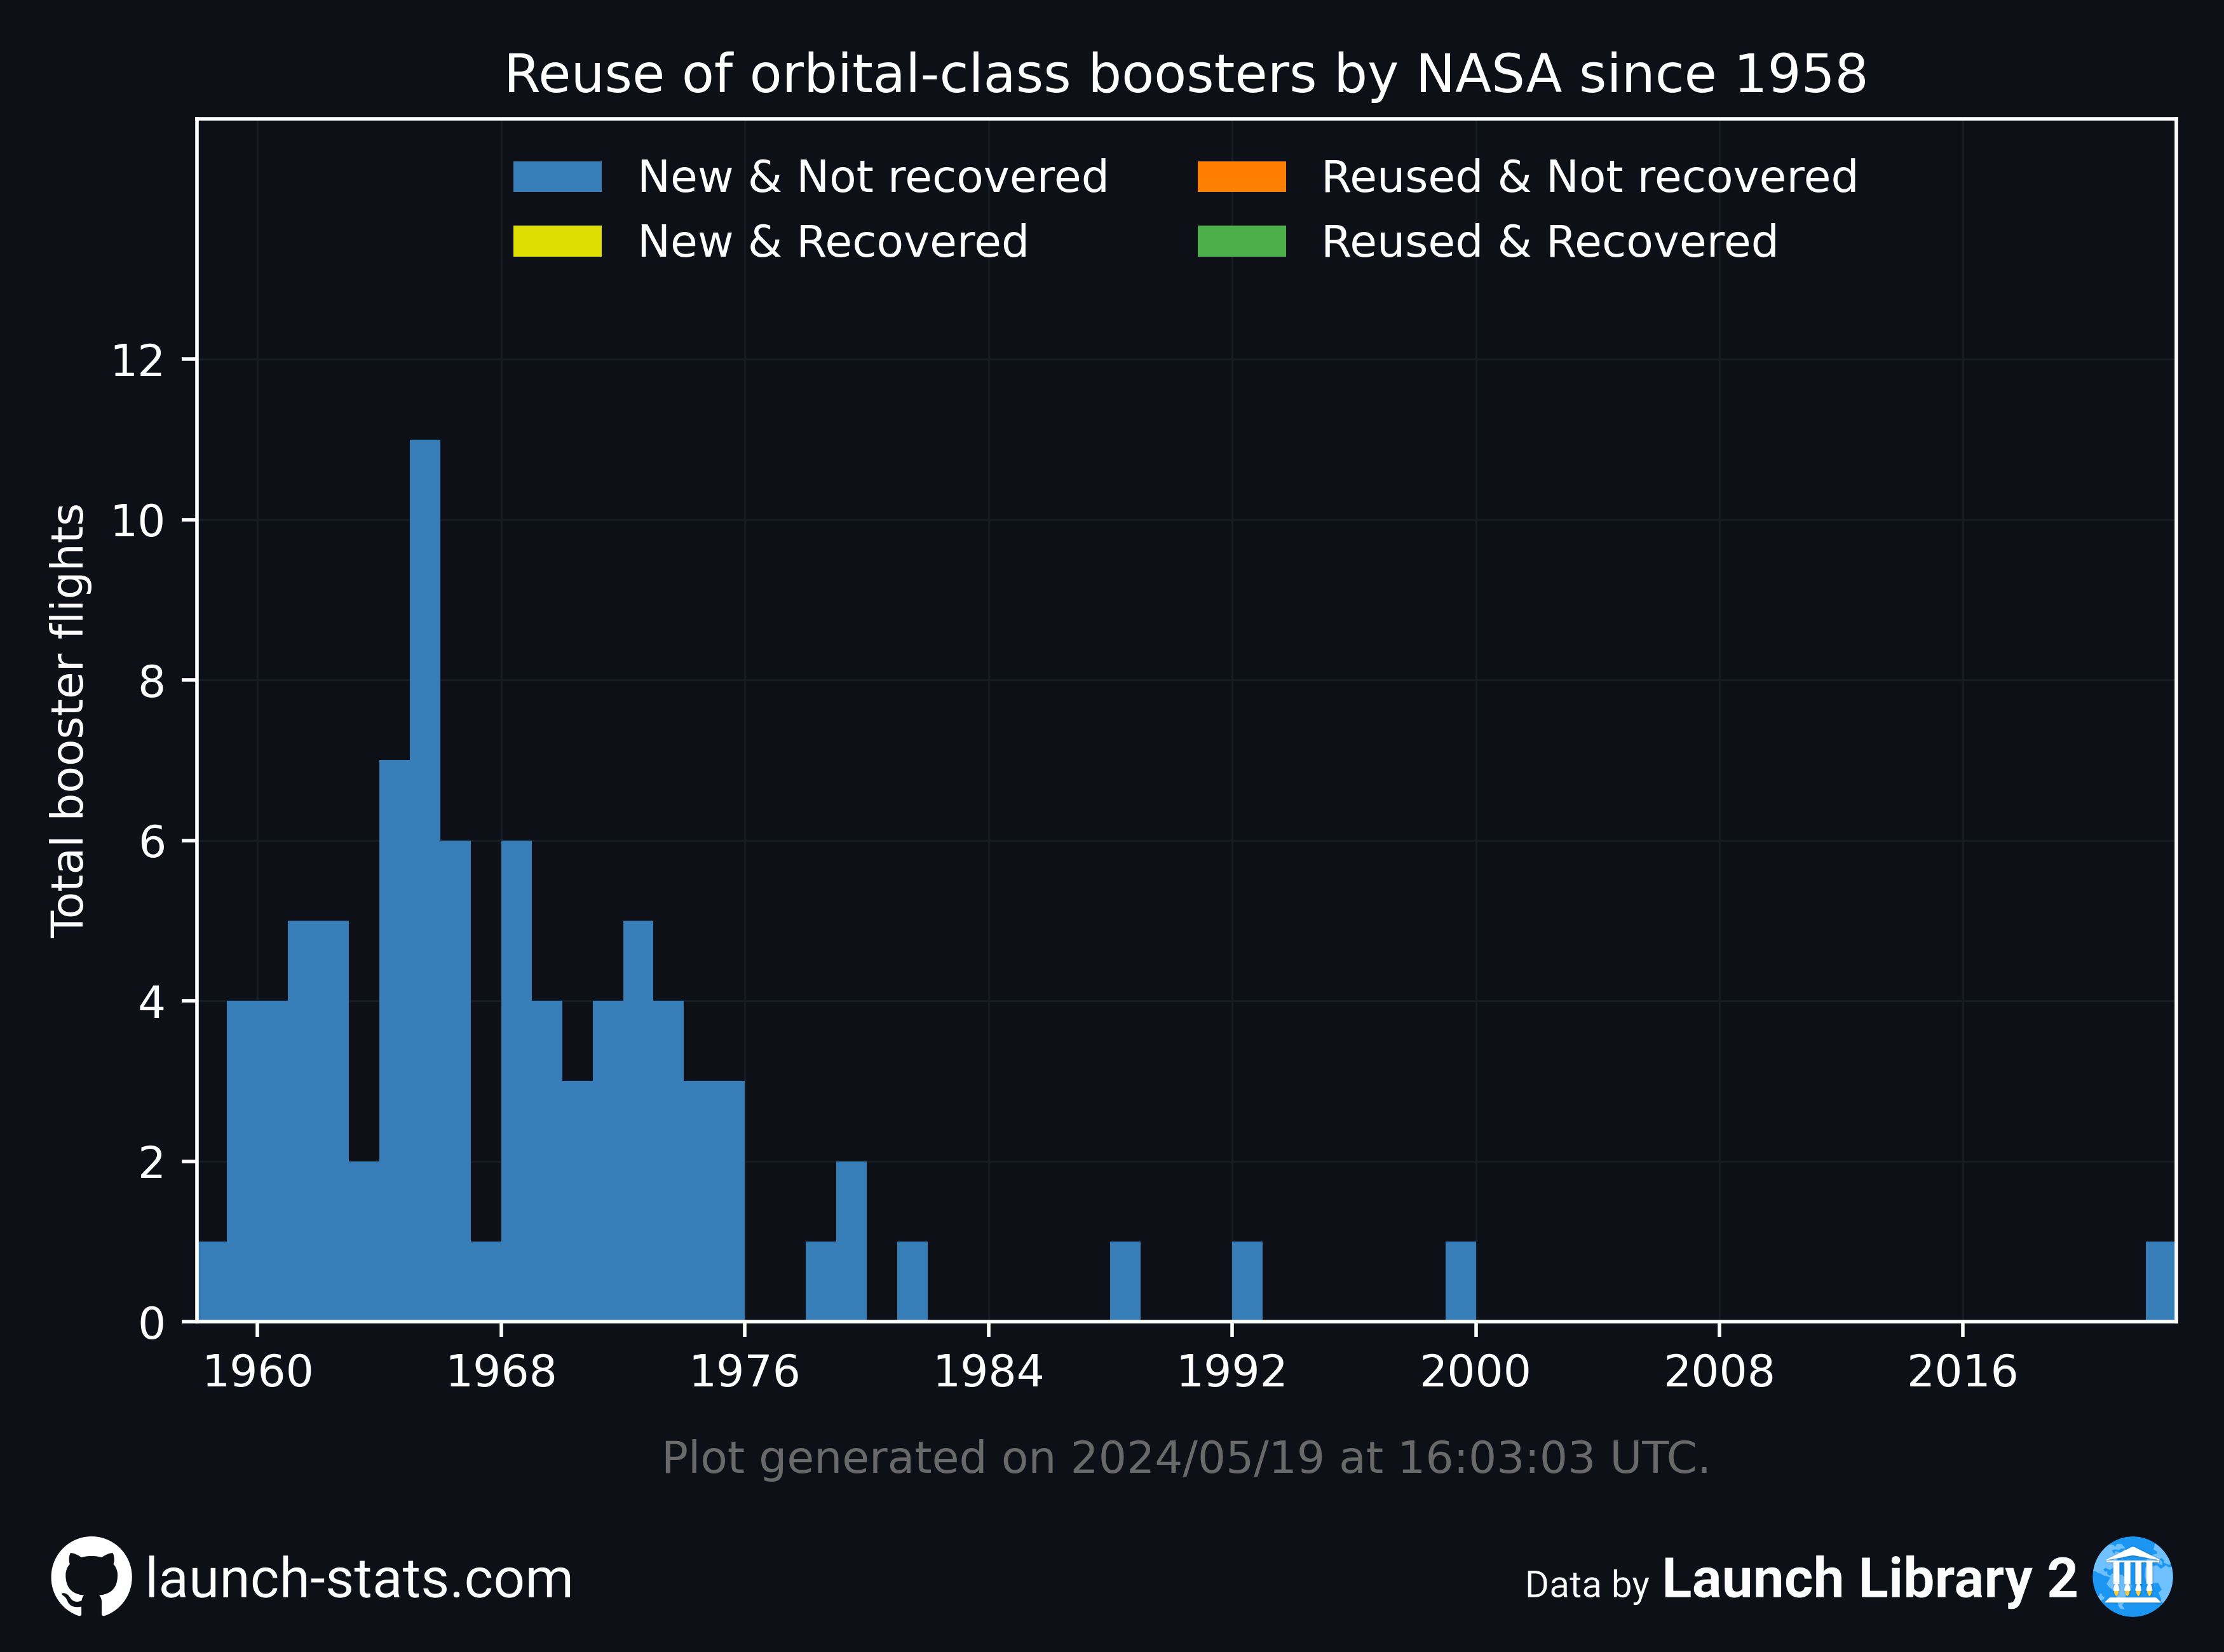 Reuse of orbital-class boosters by NASA since 1958
New & Not recovered
New & Recovered
Reused & Not recovered
Reused & Recovered
Total booster flights
12
10
8
6
4
2
0
1960 1968 1976 1984 1992 2000 2008 2016
Plot generated on 2024/05/19 at 16:03:03 UTC.
launch-stats.com
Data by Launch Library 2